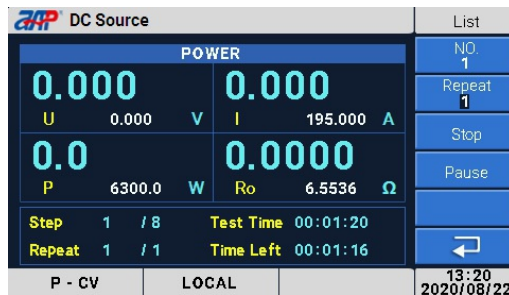 AAP DC Source
List
POWER
NO.
1
0.000 0.000
U 0.000 V I 195.000 A
Repeat
1
Stop
0.0 0.0000
P 6300.0 W Ro 6.5536 Ω
Pause
Step 1 / 8 Test Time 00:01:20
Repeat 1 / 1 Time Left 00:01:16
P - CV LOCAL
13:20
2020/08/22